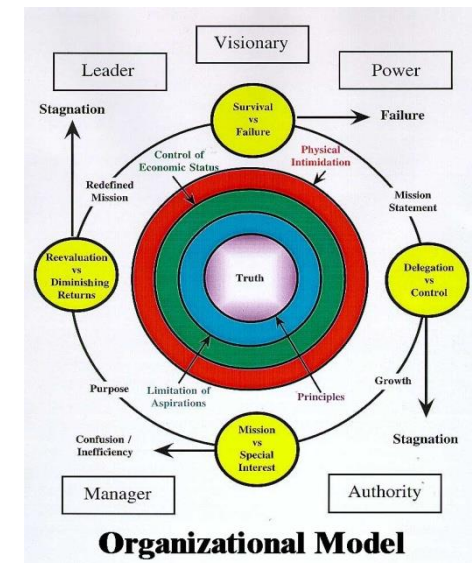 Visionary
Leader
Power
Stagnation
Survival
vs
Failure
Failure
Control of
Economic Status
Physical
Intimidation
Redefined
Mission
Mission
Statement
Reevaluation
vs
Diminishing
Returns
Truth
Delegation
vs
Control
Purpose
Limitation of
Aspirations
Principles
Growth
Confusion /
Inefficiency
Mission
vs
Special
Interest
Stagnation
Manager
Authority
Organizational Model